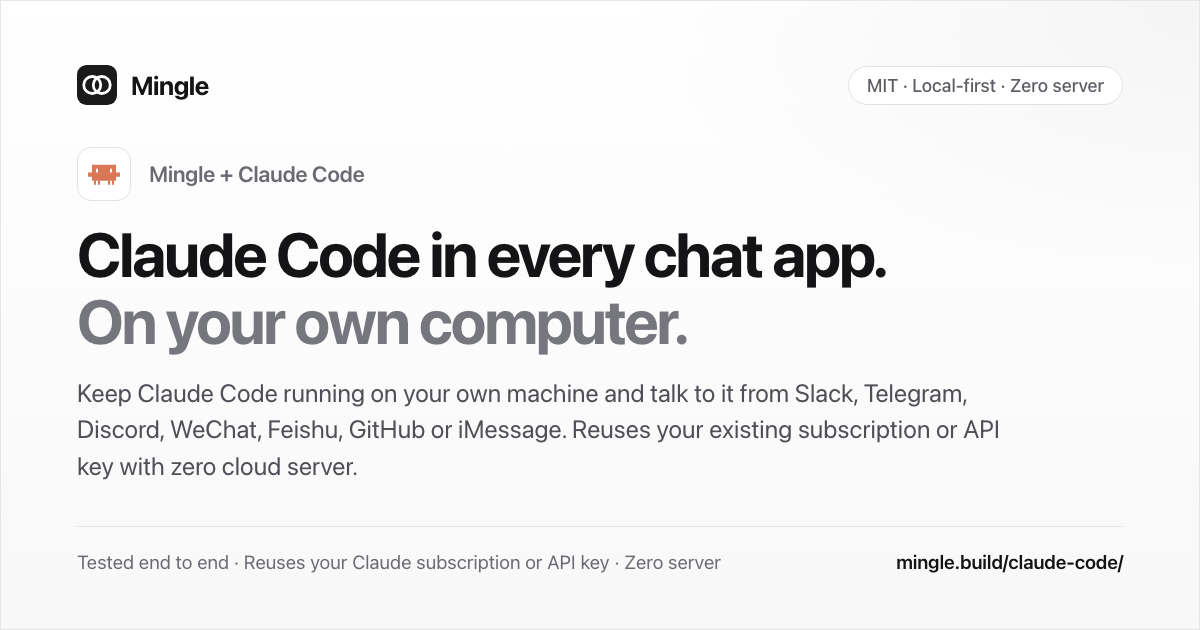 Mingle
MIT · Local-first · Zero server
Mingle + Claude Code
Claude Code in every chat app.
On your own computer.
Keep Claude Code running on your own machine and talk to it from Slack, Telegram,
Discord, WeChat, Feishu, GitHub or iMessage. Reuses your existing subscription or API
key with zero cloud server.
Tested end to end · Reuses your Claude subscription or API key · Zero server
mingle.build/claude-code/